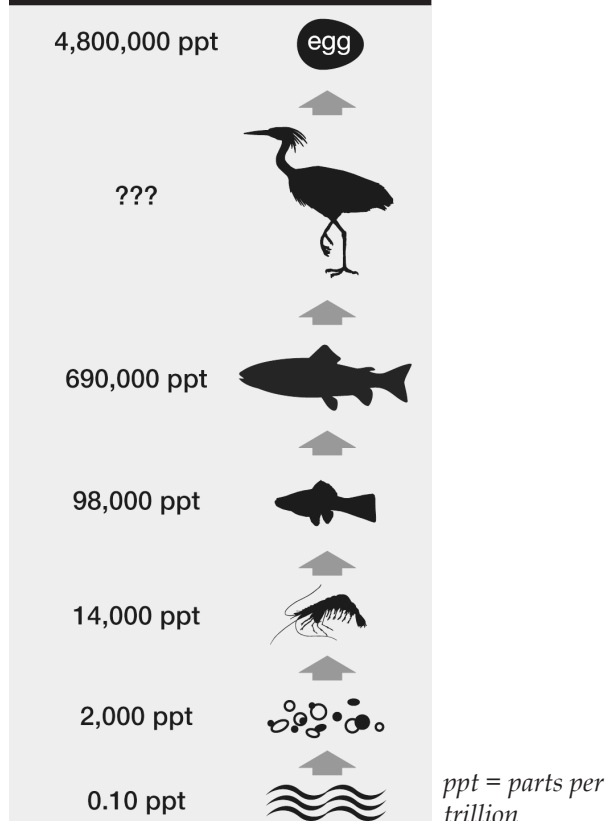 4,800,000 ppt
egg
???
690,000 ppt
98,000 ppt
14,000 ppt
2,000 ppt
0.10 ppt
ppt = parts per
trillion